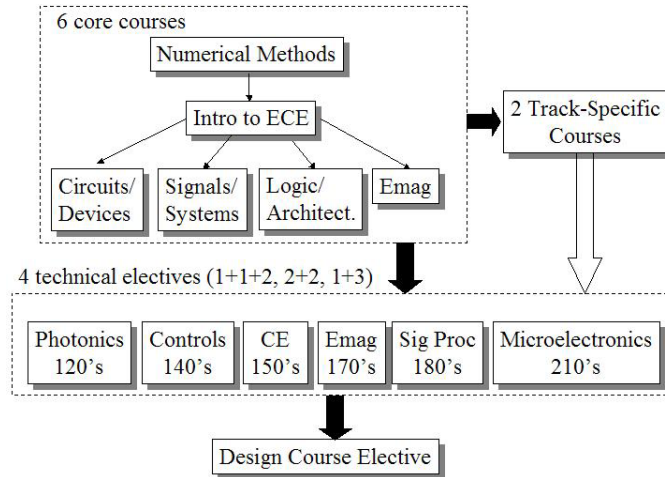 6 core courses
Numerical Methods
Intro to ECE
Circuits/
Devices
Signals/
Systems
Logic/
Architect.
Emag
2 Track-Specific
Courses
4 technical electives (1+1+2, 2+2, 1+3)
Photonics
120's
Controls
140's
CE
150's
Emag
170's
Sig Proc
180's
Microelectronics
210's
Design Course Elective